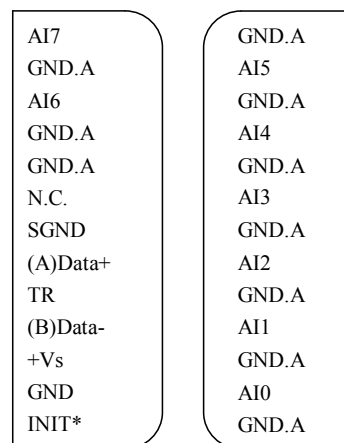 AI7
GND.A
AI6
GND.A
GND.A
N.C.
SGND
(A)Data+
TR
(B)Data-
+Vs
GND
INIT*
GND.A
AI5
GND.A
AI4
GND.A
AI3
GND.A
AI2
GND.A
AI1
GND.A
AI0
GND.A